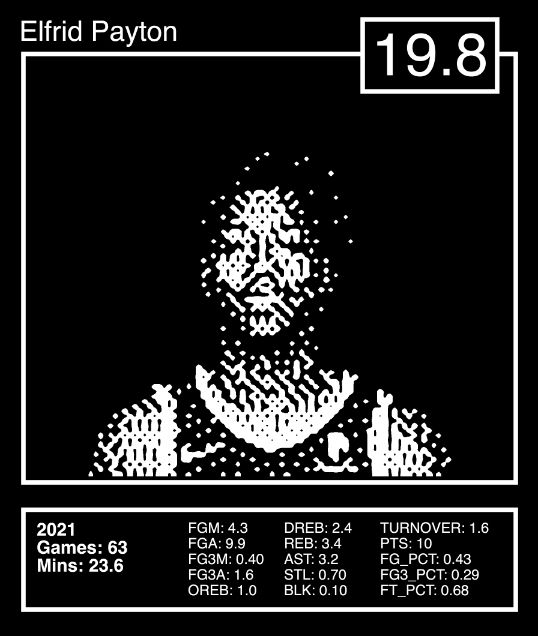 Elfrid Payton
19.8
2021
Games: 63
Mins: 23.6
FGM: 4.3
FGA: 9.9
FG3M: 0.40
FG3A: 1.6
OREB: 1.0
DREB: 2.4
REB: 3.4
AST: 3.2
STL: 0.70
BLK: 0.10
TURNOVER: 1.6
PTS: 10
FG_PCT: 0.43
FG3_PCT: 0.29
FT_PCT: 0.68